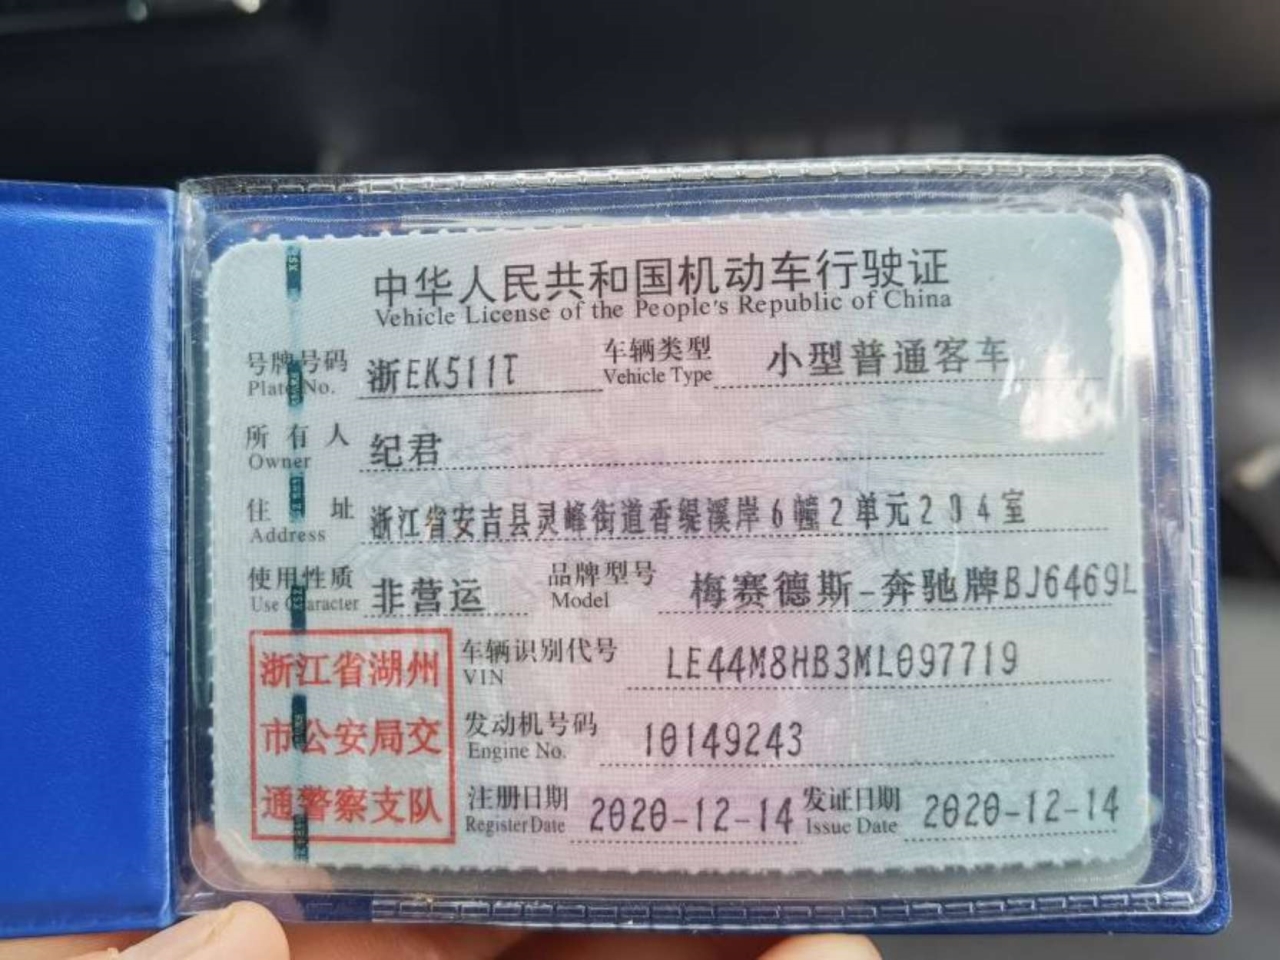 中华人民共和国机动车行驶证
Vehicle License of the People's Republic of China
号牌号码 浙EK511T 车辆类型 小型普通客车
Plate No. Vehicle Type
所有人 纪君
Owner
住址 浙江省安吉县灵峰街道香缇溪岸6幢2单元204室
Address
使用性质 非营运 品牌型号 梅赛德斯-奔驰牌BJ6469L
Use Character Model
浙江省湖州
市公安局交
通警察支队
车辆识别代号 LE44M8HB3ML097719
VIN
发动机号码 10149243
Engine No.
注册日期 2020-12-14 发证日期 2020-12-14
Register Date Issue Date